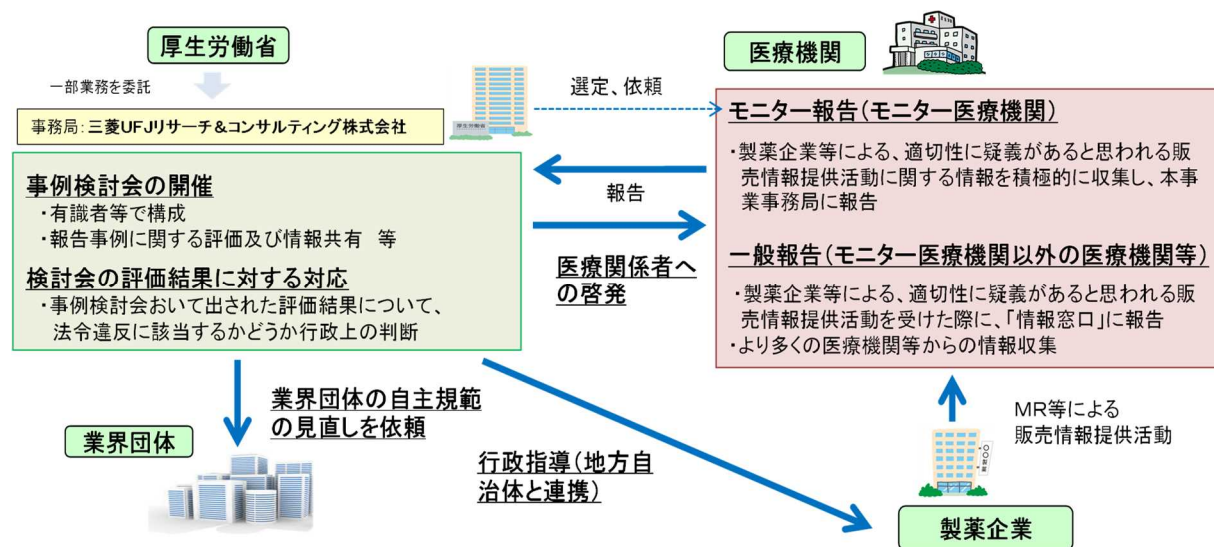 厚生労働省
一部業務を委託
事務局：三菱UFJリサーチ＆コンサルティング株式会社
厚生労働省
選定、依頼
医療機関
事例検討会の開催
・有識者等で構成
・報告事例に関する評価及び情報共有　等
検討会の評価結果に対する対応
・事例検討会おいて出された評価結果について、
法令違反に該当するかどうか行政上の判断
報告
医療関係者へ
の啓発
モニター報告(モニター医療機関)
・製薬企業等による、適切性に疑義があると思われる販
売情報提供活動に関する情報を積極的に収集し、本事
業事務局に報告
一般報告(モニター医療機関以外の医療機関等)
・製薬企業等による、適切性に疑義があると思われる販
売情報提供活動を受けた際に、「情報窓口」に報告
・より多くの医療機関等からの情報収集
業界団体の自主規範
の見直しを依頼
業界団体
行政指導(地方自
治体と連携)
MR等による
販売情報提供活動
製薬企業